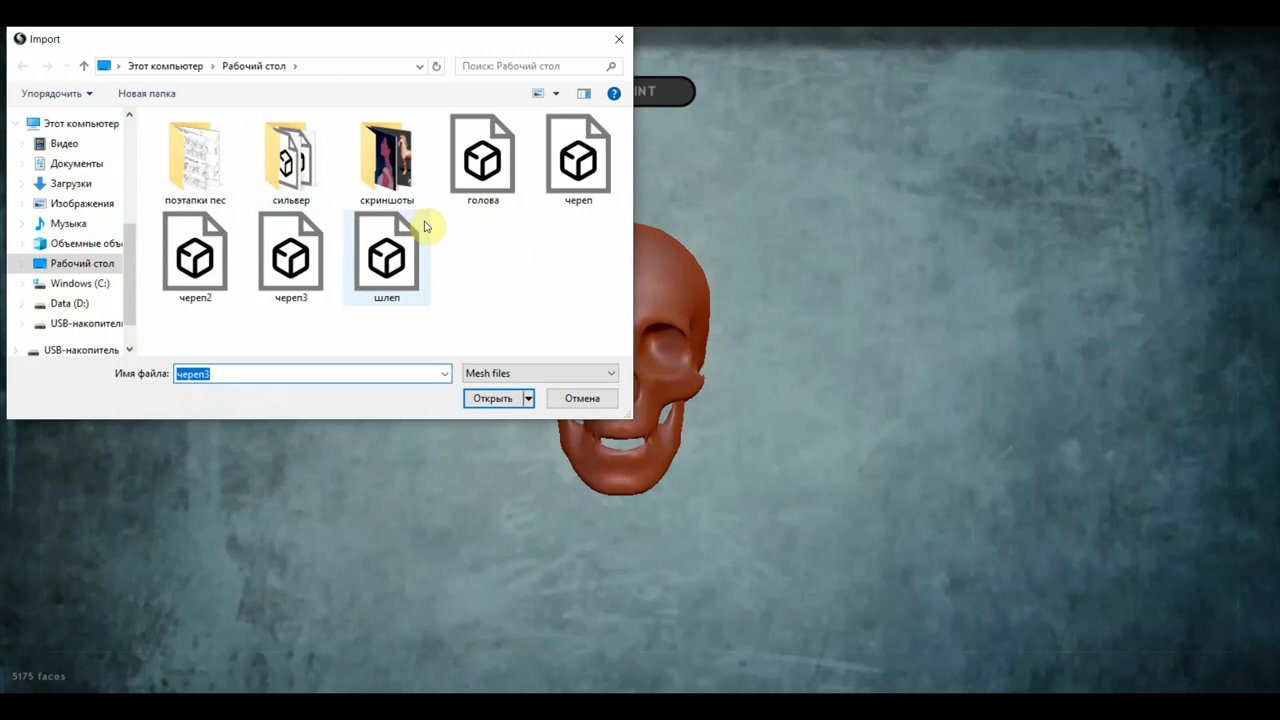 Import
Этот компьютер
Рабочий стол
Поиск: Рабочий стол
Упорядочить
Новая папка
INT
Этот компьютер
Видео
Документы
Загрузки
Изображения
Музыка
Объемные объ
Рабочий стол
Windows (C:)
Data (D:)
USB-накопитель
USB-накопитель
поэтапки пес
сильвер
скриншоты
голова
череп
череп2
череп3
шлеп
Имя файла:
череп3
Mesh files
Открыть
Отмена
5175 faces